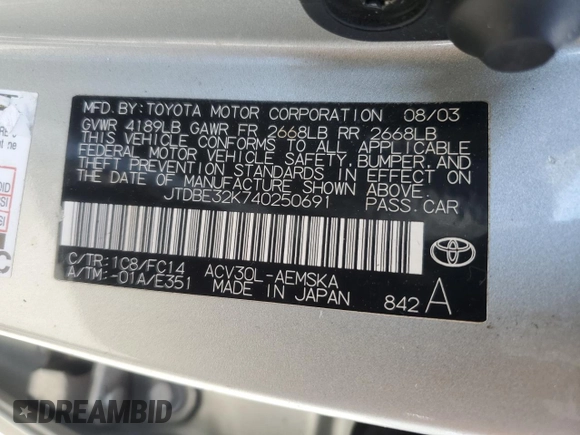 MFD. BY: TOYOTA MOTOR CORPORATION 08/03
GVWR 4189LB GAWR FR 2668LB RR 2668LB
THIS VEHICLE CONFORMS TO ALL APPLICABLE
FEDERAL MOTOR VEHICLE SAFETY, BUMPER, AND
THEFT PREVENTION STANDARDS IN EFFECT ON
THE DATE OF MANUFACTURE SHOWN ABOVE.
JTDBE32K740250691 PASS. CAR
C/TR: 1C8/FC14 ACV30L-AEMSKA
A/TM: -01A/E351 MADE IN JAPAN
842 A
DREAMBID